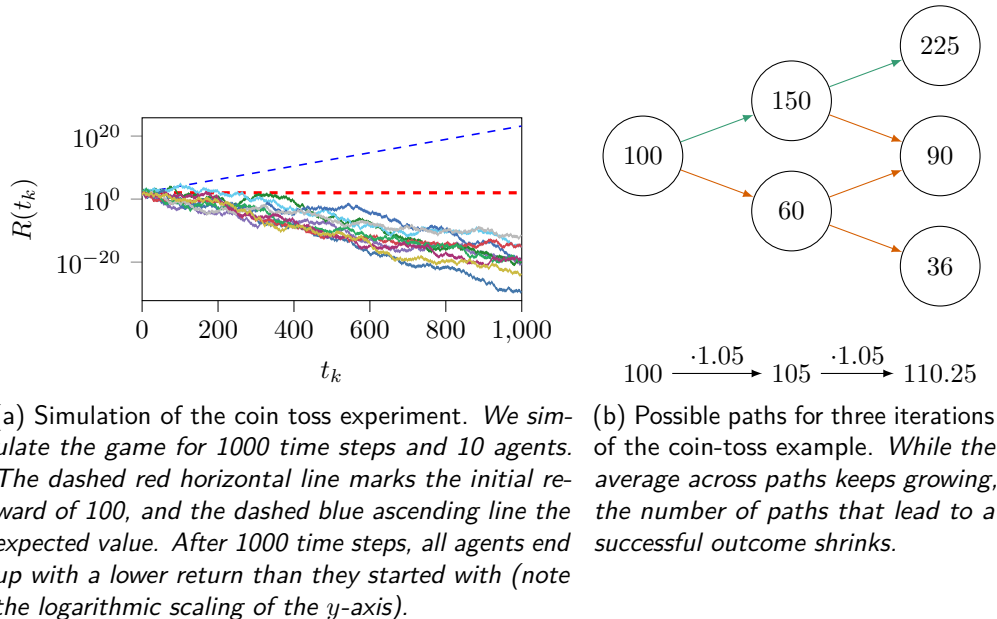 10^20
10^0
10^−20
R(t_k)
0 200 400 600 800 1,000
t_k
225
150
100 90
60
36
·1.05 ·1.05
100 105 110.25
(a) Simulation of the coin toss experiment. We sim-
ulate the game for 1000 time steps and 10 agents.
The dashed red horizontal line marks the initial re-
ward of 100, and the dashed blue ascending line the
expected value. After 1000 time steps, all agents end
up with a lower return than they started with (note
the logarithmic scaling of the y-axis).
(b) Possible paths for three iterations
of the coin-toss example. While the
average across paths keeps growing,
the number of paths that lead to a
successful outcome shrinks.